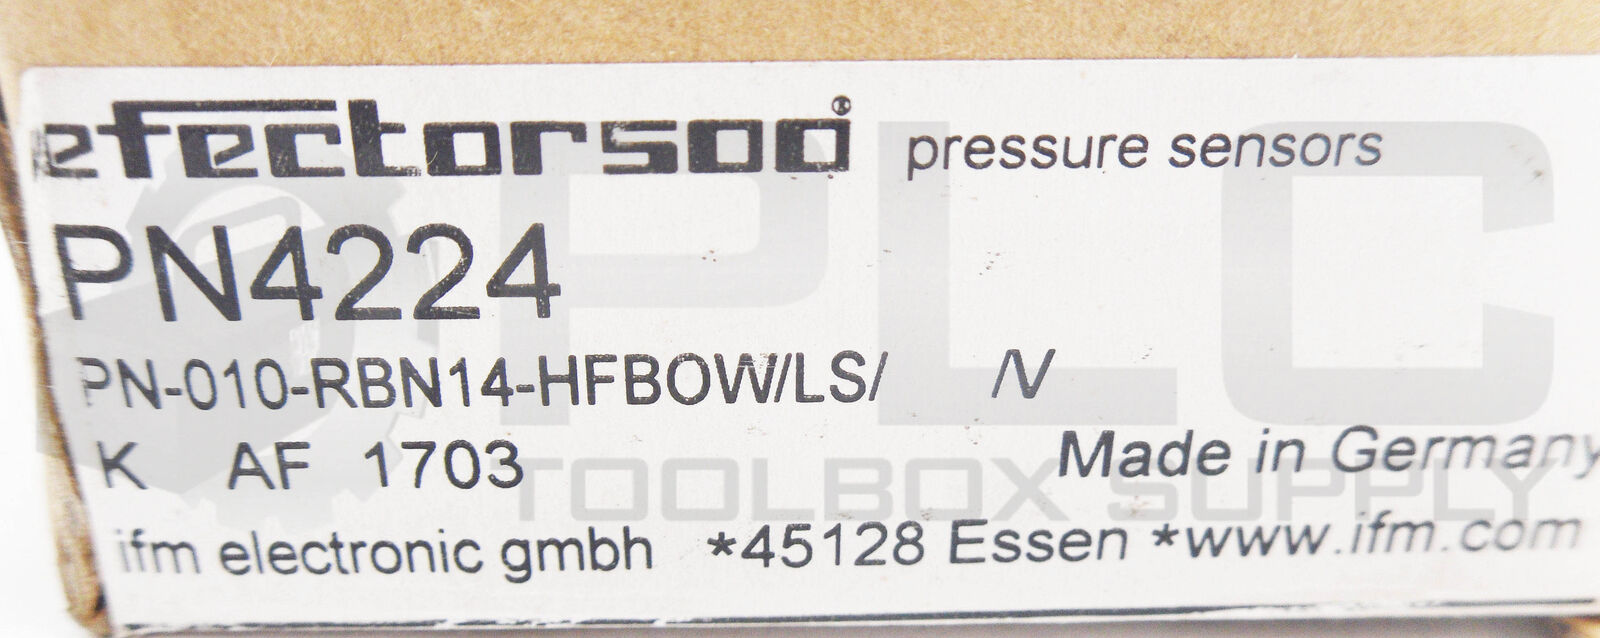 efector500® pressure sensors
PN4224
PN-010-RBN14-HFBOW/LS/ /V
K AF 1703
Made in Germany
ifm electronic gmbh *45128 Essen *www.ifm.com
PLC
TOOLBOX SUPPLY